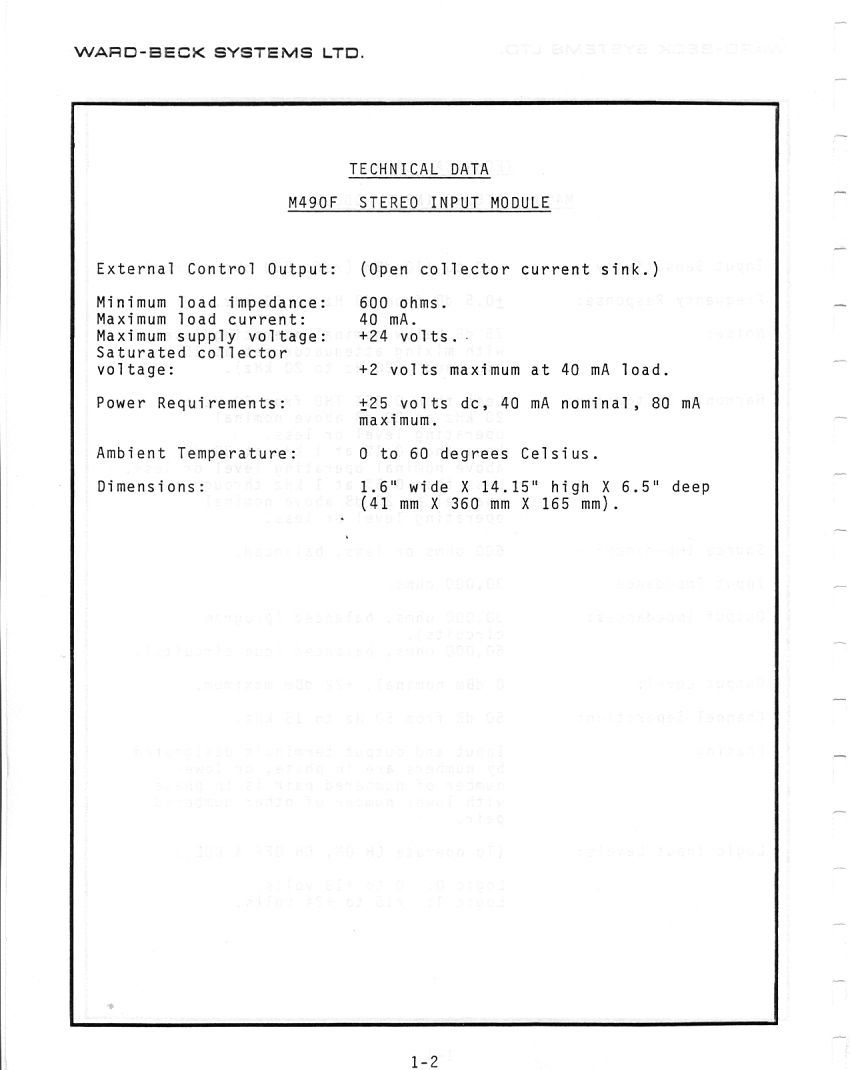 WARD-BECK SYSTEMS LTD.
TECHNICAL DATA
M490F STEREO INPUT MODULE
External Control Output: (Open collector current sink.)
Minimum load impedance: 600 ohms.
Maximum load current: 40 mA.
Maximum supply voltage: +24 volts.
Saturated collector
voltage: +2 volts maximum at 40 mA load.
Power Requirements: ±25 volts dc, 40 mA nominal, 80 mA
maximum.
Ambient Temperature: 0 to 60 degrees Celsius.
Dimensions: 1.6" wide X 14.15" high X 6.5" deep
(41 mm X 360 mm X 165 mm).
1-2